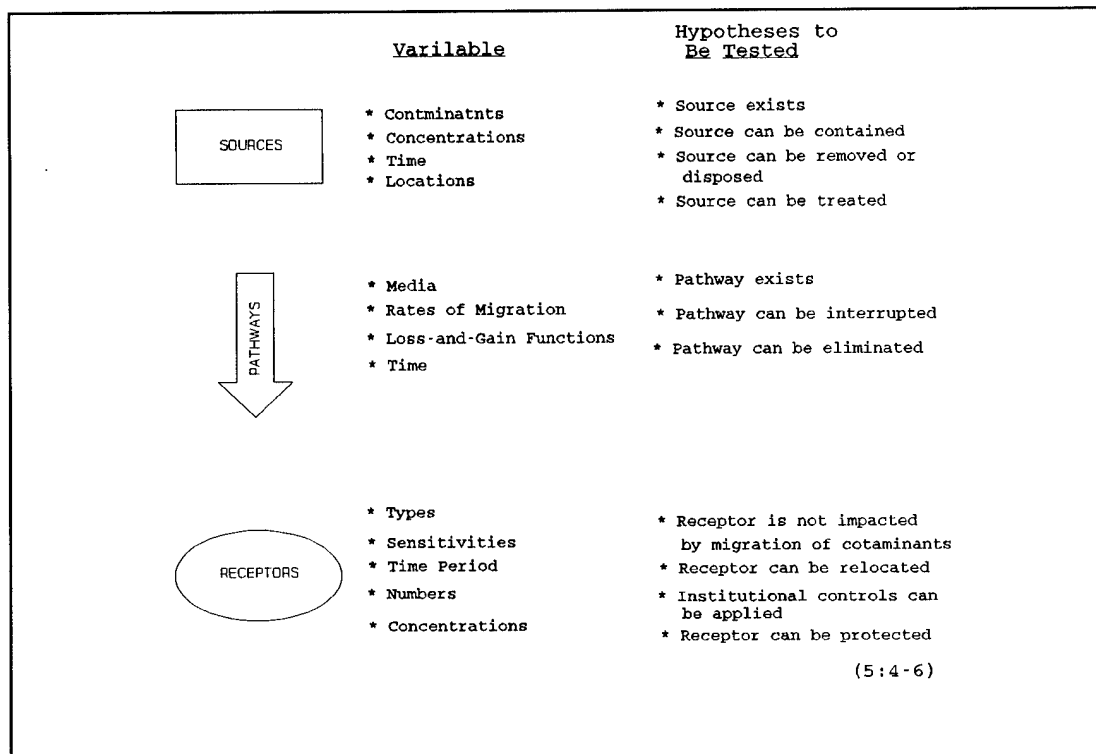 Varilable
Hypotheses to
Be Tested
SOURCES
* Contminatnts
* Concentrations
* Time
* Locations
* Source exists
* Source can be contained
* Source can be removed or
disposed
* Source can be treated
PATHWAYS
* Media
* Rates of Migration
* Loss-and-Gain Functions
* Time
* Pathway exists
* Pathway can be interrupted
* Pathway can be eliminated
RECEPTORS
* Types
* Sensitivities
* Time Period
* Numbers
* Concentrations
* Receptor is not impacted
by migration of cotaminants
* Receptor can be relocated
* Institutional controls can
be applied
* Receptor can be protected
(5:4-6)